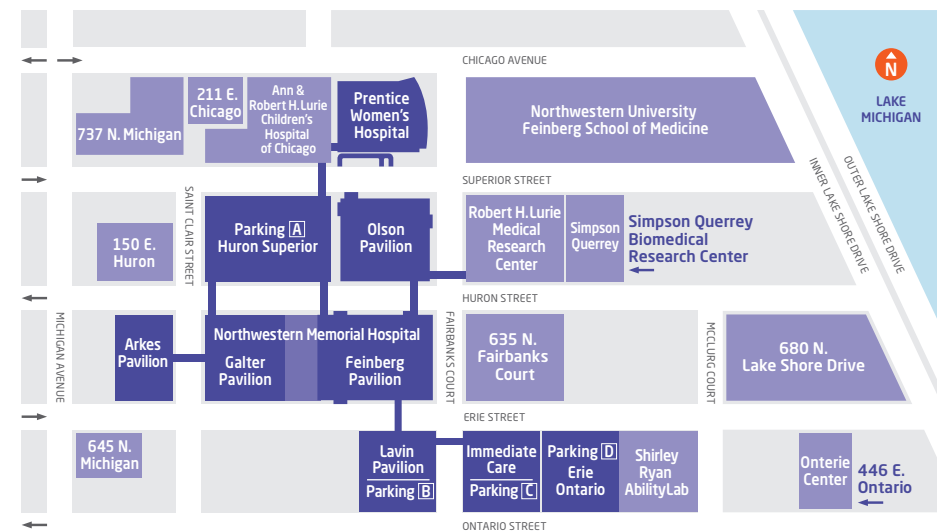 CHICAGO AVENUE
N
LAKE
MICHIGAN
737 N. Michigan
211 E.
Chicago
Ann &
Robert H.Lurie
Children's
Hospital
of Chicago
Prentice
Women's
Hospital
Northwestern University
Feinberg School of Medicine
INNER LAKE SHORE DRIVE
OUTER LAKE SHORE DRIVE
SUPERIOR STREET
SAINT CLAIR STREET
150 E.
Huron
Parking A
Huron Superior
Olson
Pavilion
Robert H.Lurie
Medical
Research
Center
Simpson
Querrey
Simpson Querrey
Biomedical
Research Center
HURON STREET
MICHIGAN AVENUE
Arkes
Pavilion
Northwestern Memorial Hospital
Galter
Pavilion
Feinberg
Pavilion
FAIRBANKS COURT
635 N.
Fairbanks
Court
MCCLURG COURT
680 N.
Lake Shore Drive
ERIE STREET
645 N.
Michigan
Lavin
Pavilion
Parking B
Immediate
Care
Parking C
Parking D
Erie
Ontario
Shirley
Ryan
AbilityLab
Onterie
Center
446 E.
Ontario
ONTARIO STREET